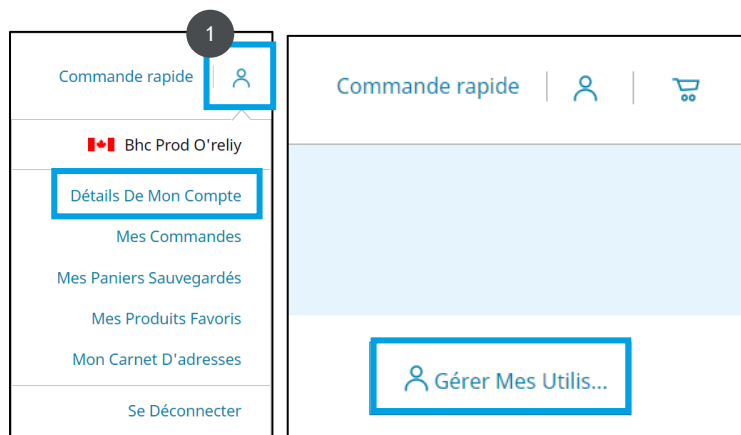 1
Commande rapide
Bhc Prod O'reliy
Détails De Mon Compte
Mes Commandes
Mes Paniers Sauvegardés
Mes Produits Favoris
Mon Carnet D'adresses
Se Déconnecter
Commande rapide
Gérer Mes Utilis...